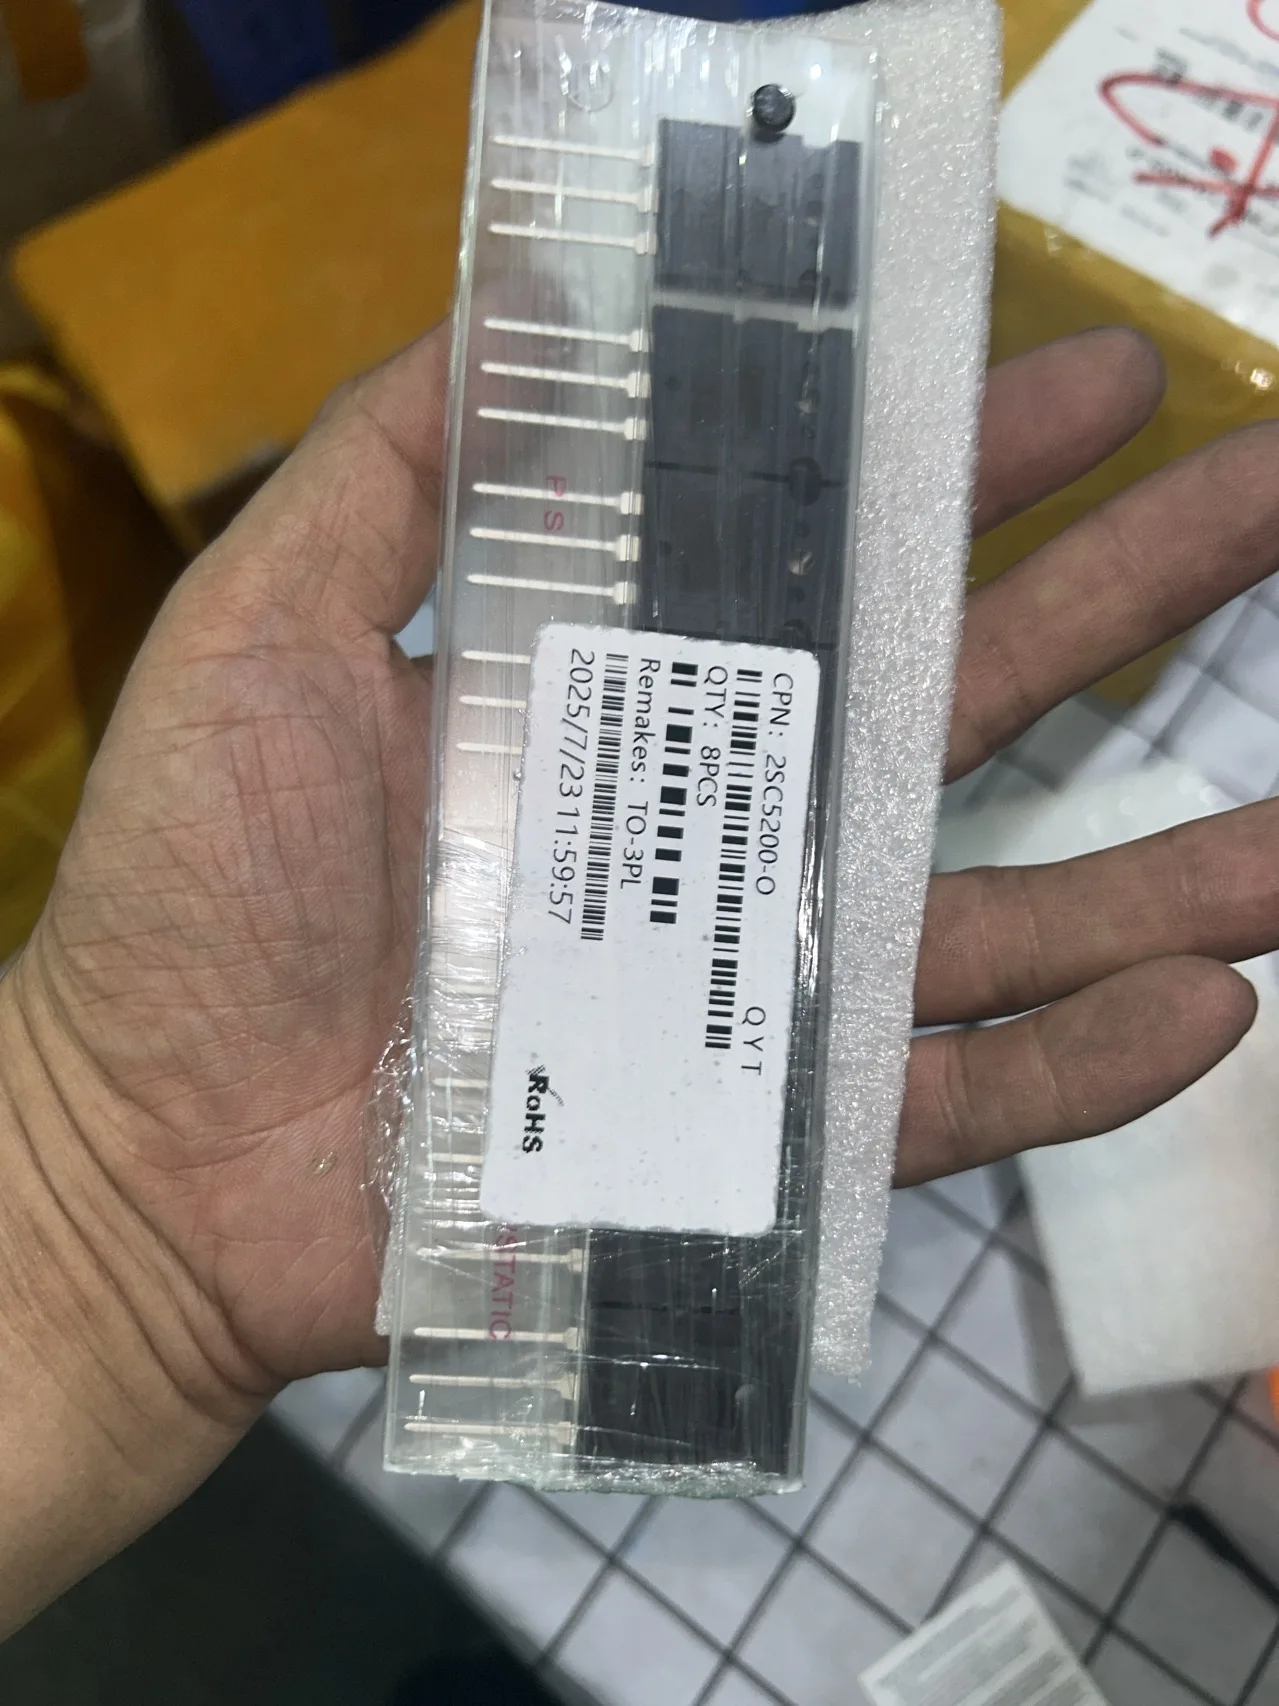 CPN: 2SC5200-O
QYT
QTY: 8PCS
Remakes: TO-3PL
2025/7/23 11:59:57
RoHS
PS
STATIC